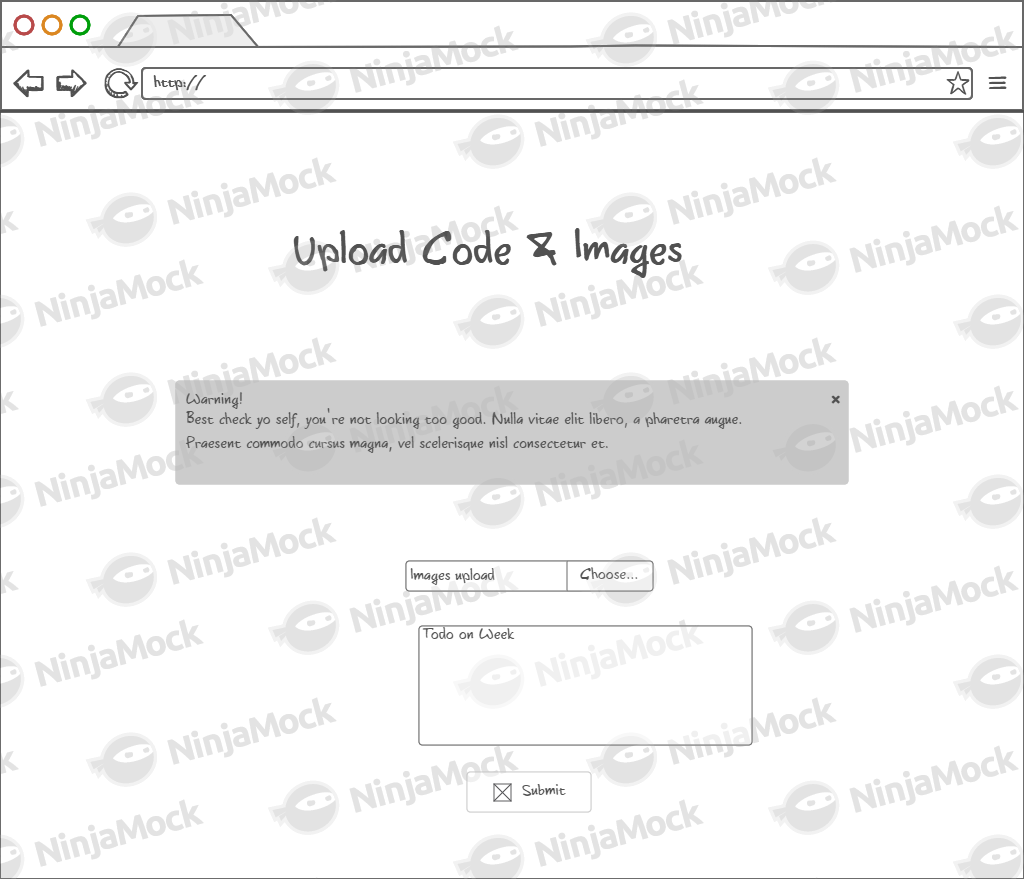 http://
Upload Code & Images
Warning!
Best check yo self, you're not looking too good. Nulla vitae elit libero, a pharetra augue.
Praesent commodo cursus magna, vel scelerisque nisl consectetur et.
Images upload
Choose...
Todo on Week
Submit
NinjaMock